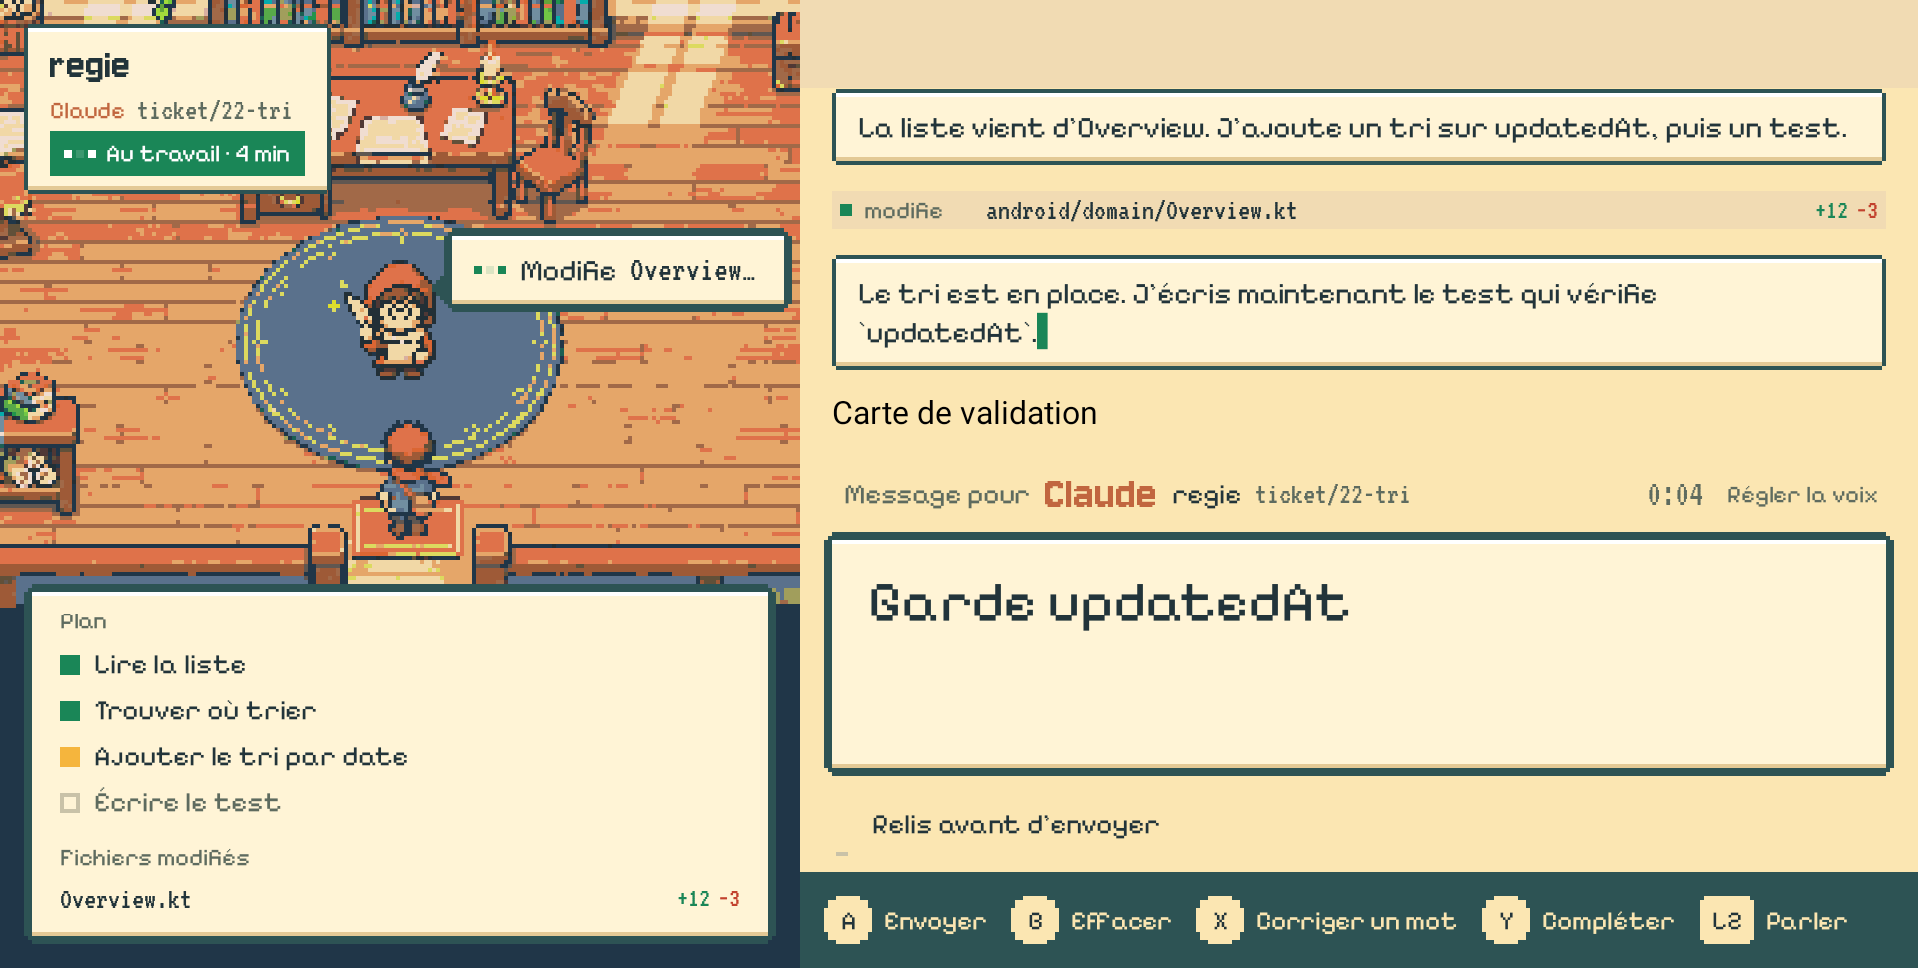 regie
Claude ticket/22-tri
Au travail · 4 min
Modifie Overview…
Plan
Lire la liste
Trouver où trier
Ajouter le tri par date
Écrire le test
Fichiers modifiés
Overview.kt +12 -3
La liste vient d'Overview. J'ajoute un tri sur updatedAt, puis un test.
modifie android/domain/Overview.kt +12 -3
Le tri est en place. J'écris maintenant le test qui vérifie
`updatedAt`.
Carte de validation
Message pour Claude regie ticket/22-tri 0:04 Régler la voix
Garde updatedAt
Relis avant d'envoyer
A Envoyer B Effacer X Corriger un mot Y Compléter L2 Parler